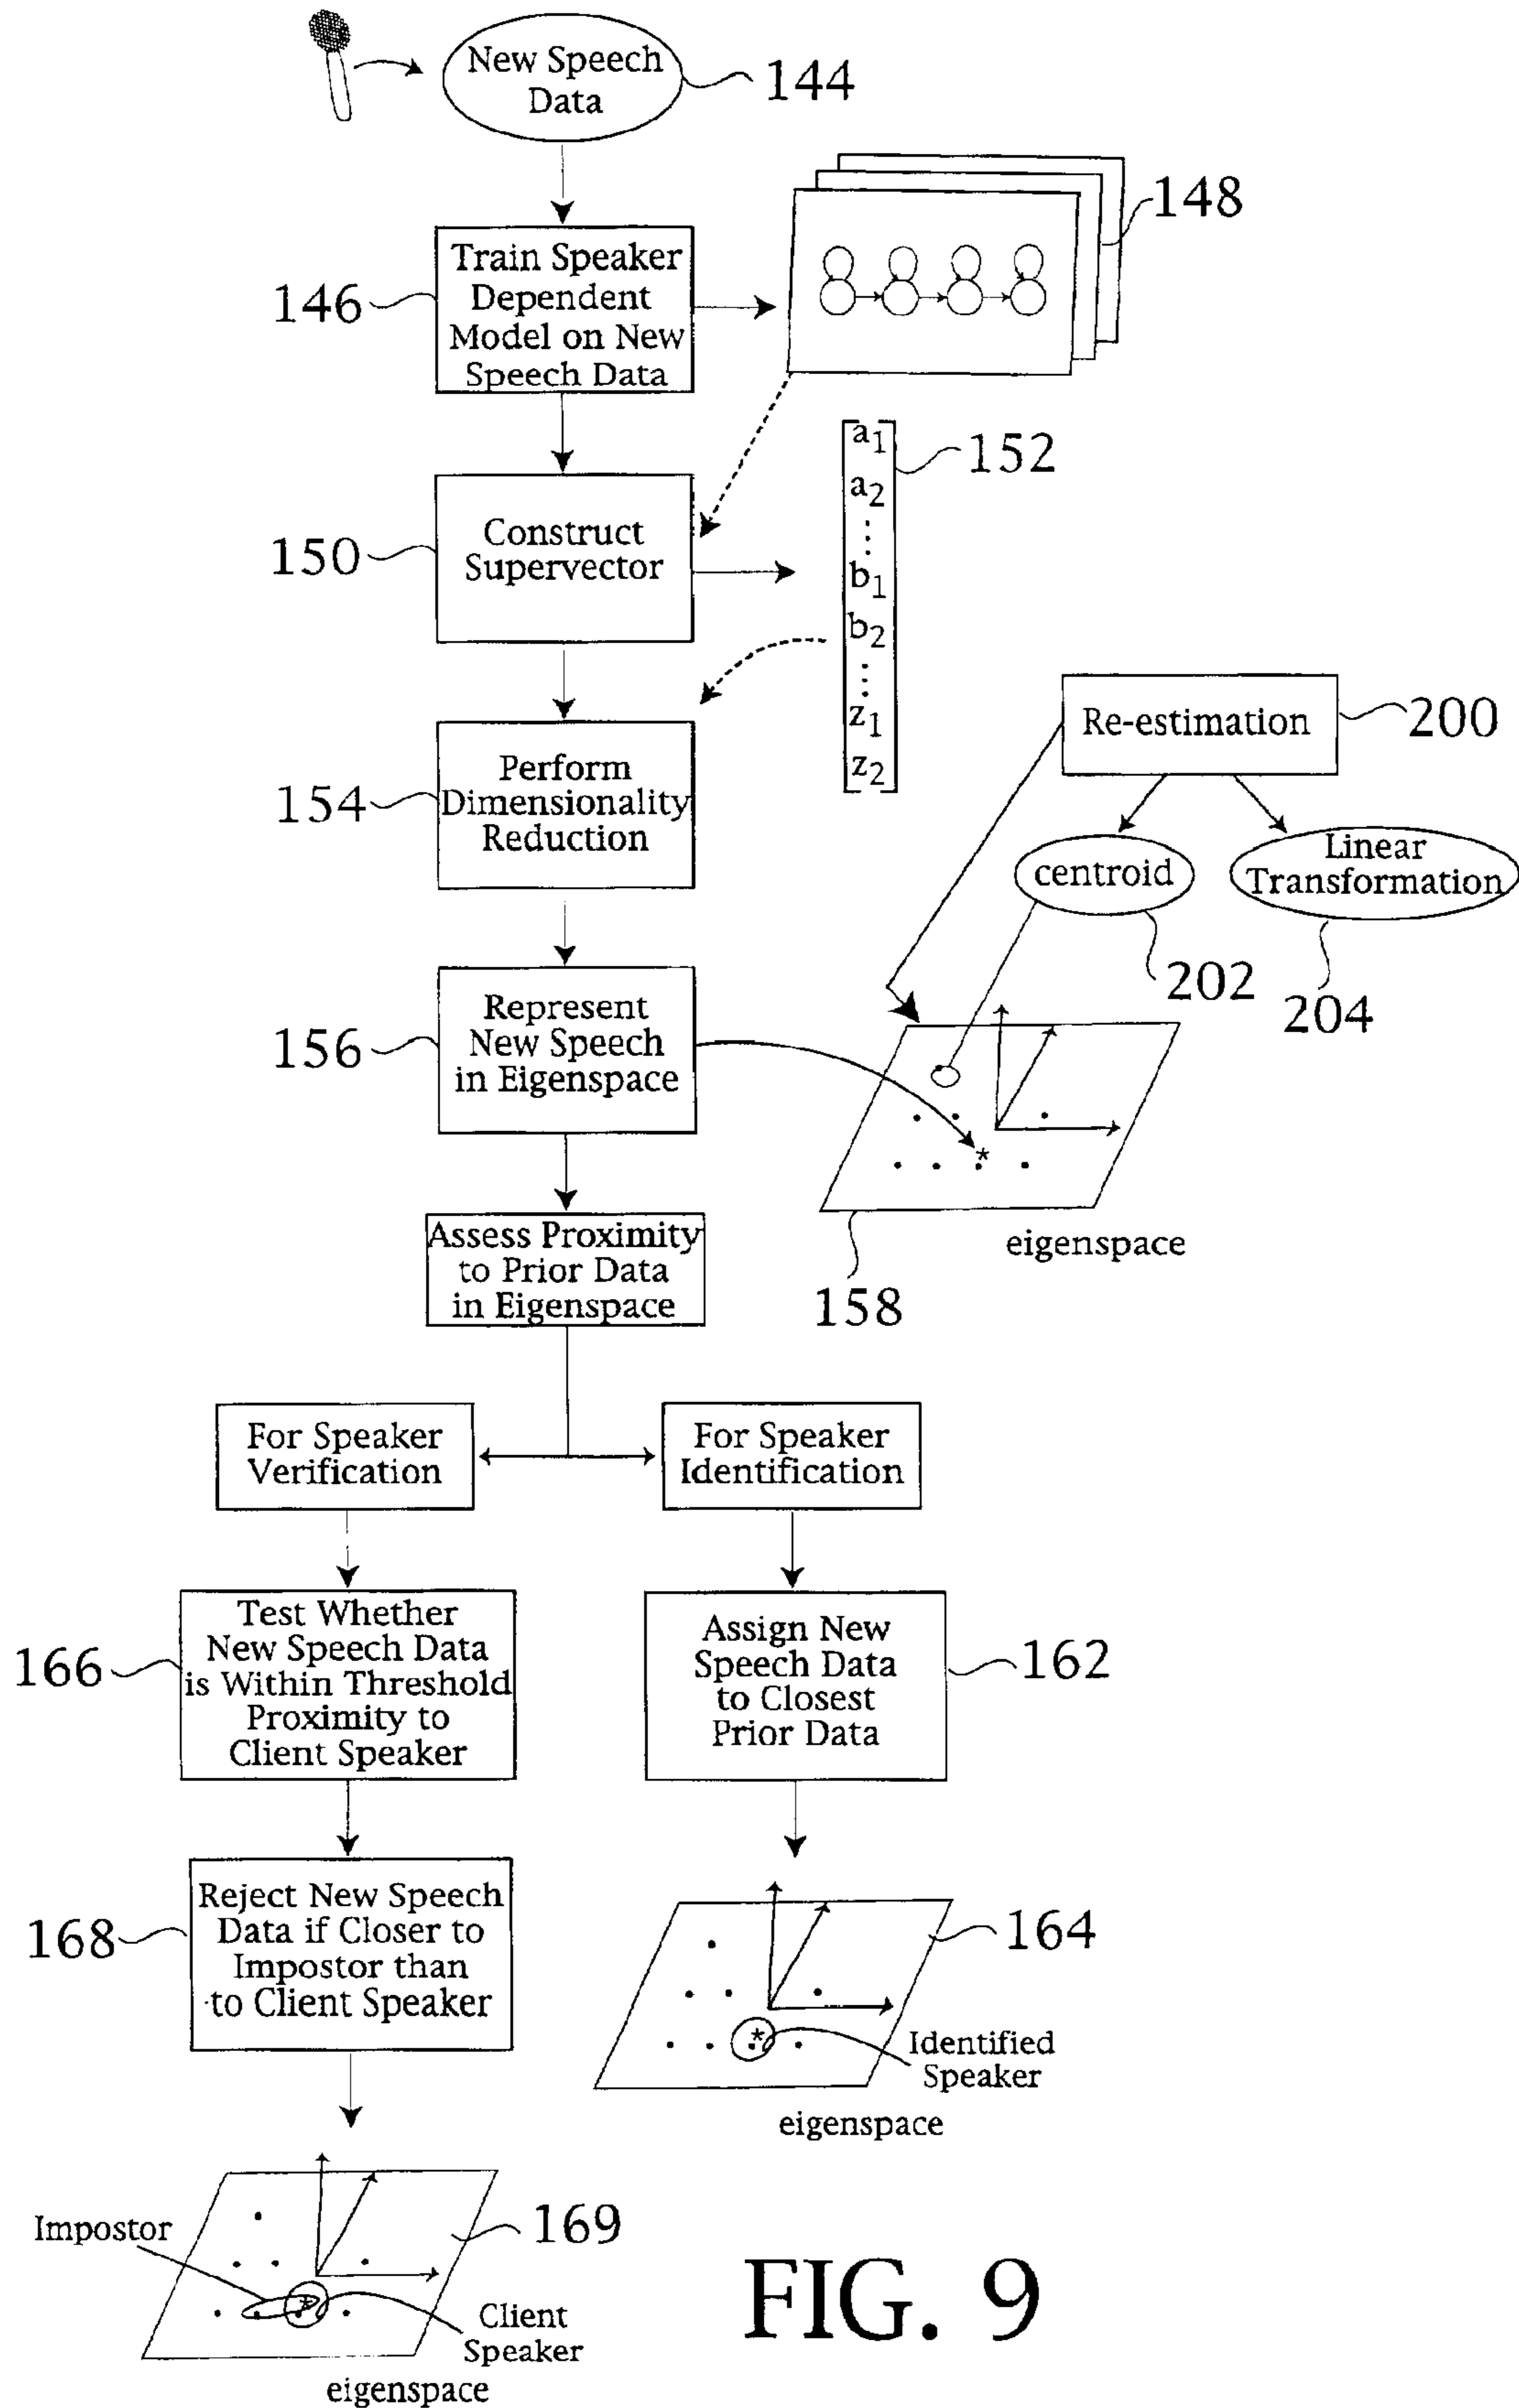 New Speech
Data
144
148
Train Speaker
Dependent
Model on New
Speech Data
146
a1
a2
b1
b2
z1
z2
152
Construct
Supervector
150
Re-estimation
200
Perform
Dimensionality
Reduction
154
centroid
Linear
Transformation
202
204
Represent
New Speech
in Eigenspace
156
*
eigenspace
158
Assess Proximity
to Prior Data
in Eigenspace
For Speaker
Verification
For Speaker
Identification
Test Whether
New Speech Data
is Within Threshold
Proximity to
Client Speaker
166
Assign New
Speech Data
to Closest
Prior Data
162
Reject New Speech
Data if Closer to
Impostor than
to Client Speaker
168
164
*
Identified
Speaker
eigenspace
Impostor
169
*
Client
Speaker
eigenspace
FIG. 9